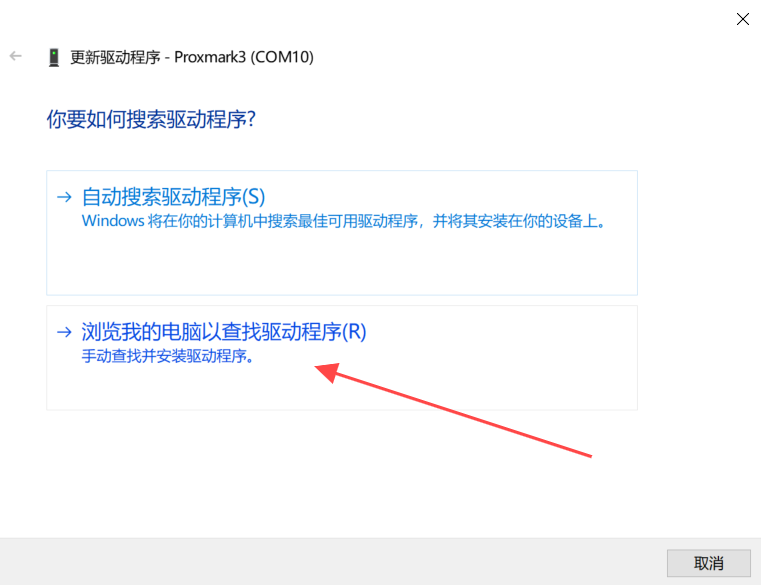 更新驱动程序 - Proxmark3 (COM10)
你要如何搜索驱动程序?
自动搜索驱动程序(S)
Windows 将在你的计算机中搜索最佳可用驱动程序，并将其安装在你的设备上。
浏览我的电脑以查找驱动程序(R)
手动查找并安装驱动程序。
取消